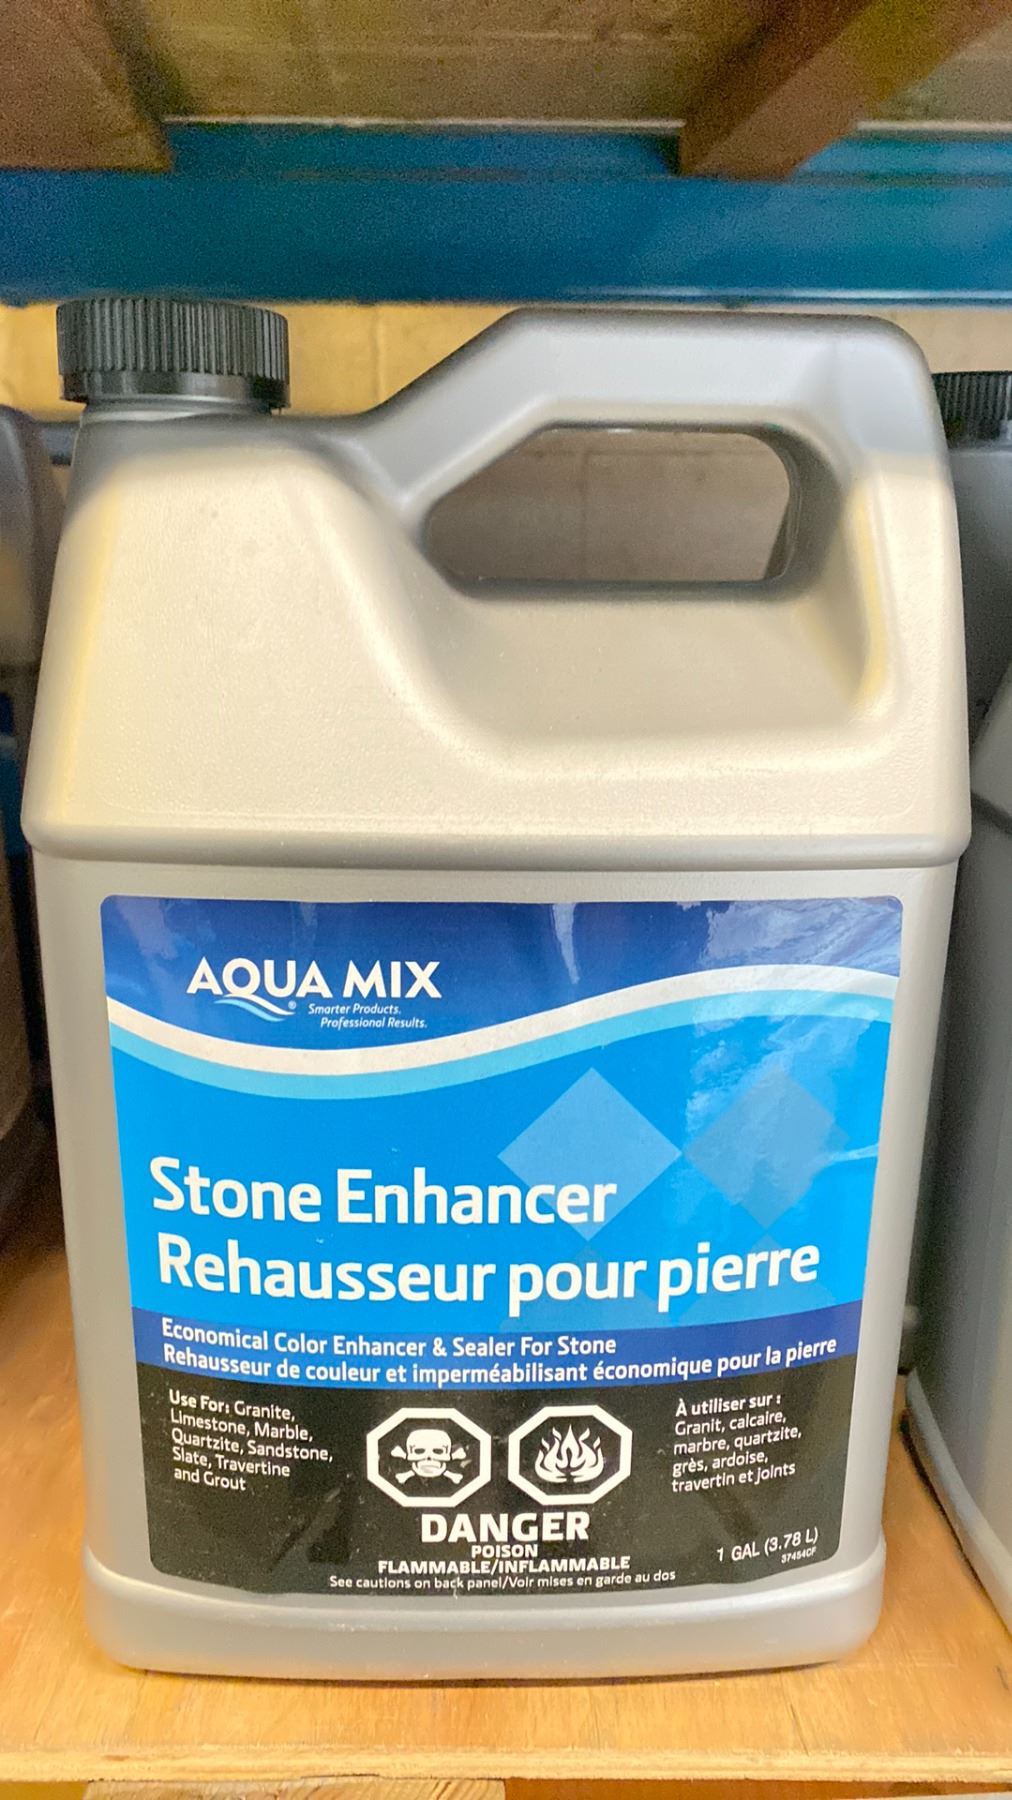 AQUA MIX
®
Smarter Products.
Professional Results.
Stone Enhancer
Rehausseur pour pierre
Economical Color Enhancer & Sealer For Stone
Rehausseur de couleur et imperméabilisant économique pour la pierre
Use For: Granite,
Limestone, Marble,
Quartzite, Sandstone,
Slate, Travertine
and Grout
À utiliser sur :
Granit, calcaire,
marbre, quartzite,
grès, ardoise,
travertin et joints
DANGER
POISON
FLAMMABLE/INFLAMMABLE
See cautions on back panel/Voir mises en garde au dos
1 GAL (3.78 L)
37454CF